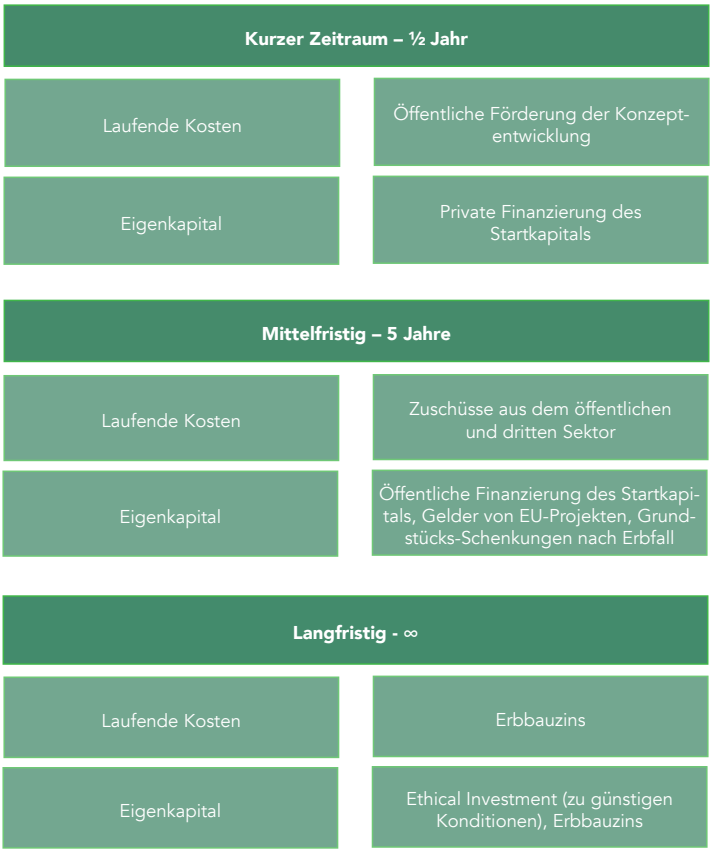 Kurzer Zeitraum – ½ Jahr
Laufende Kosten
Öffentliche Förderung der Konzept-
entwicklung
Eigenkapital
Private Finanzierung des
Startkapitals
Mittelfristig – 5 Jahre
Laufende Kosten
Zuschüsse aus dem öffentlichen
und dritten Sektor
Eigenkapital
Öffentliche Finanzierung des Startkapi-
tals, Gelder von EU-Projekten, Grund-
stücks-Schenkungen nach Erbfall
Langfristig - ∞
Laufende Kosten
Erbbauzins
Eigenkapital
Ethical Investment (zu günstigen
Konditionen), Erbbauzins